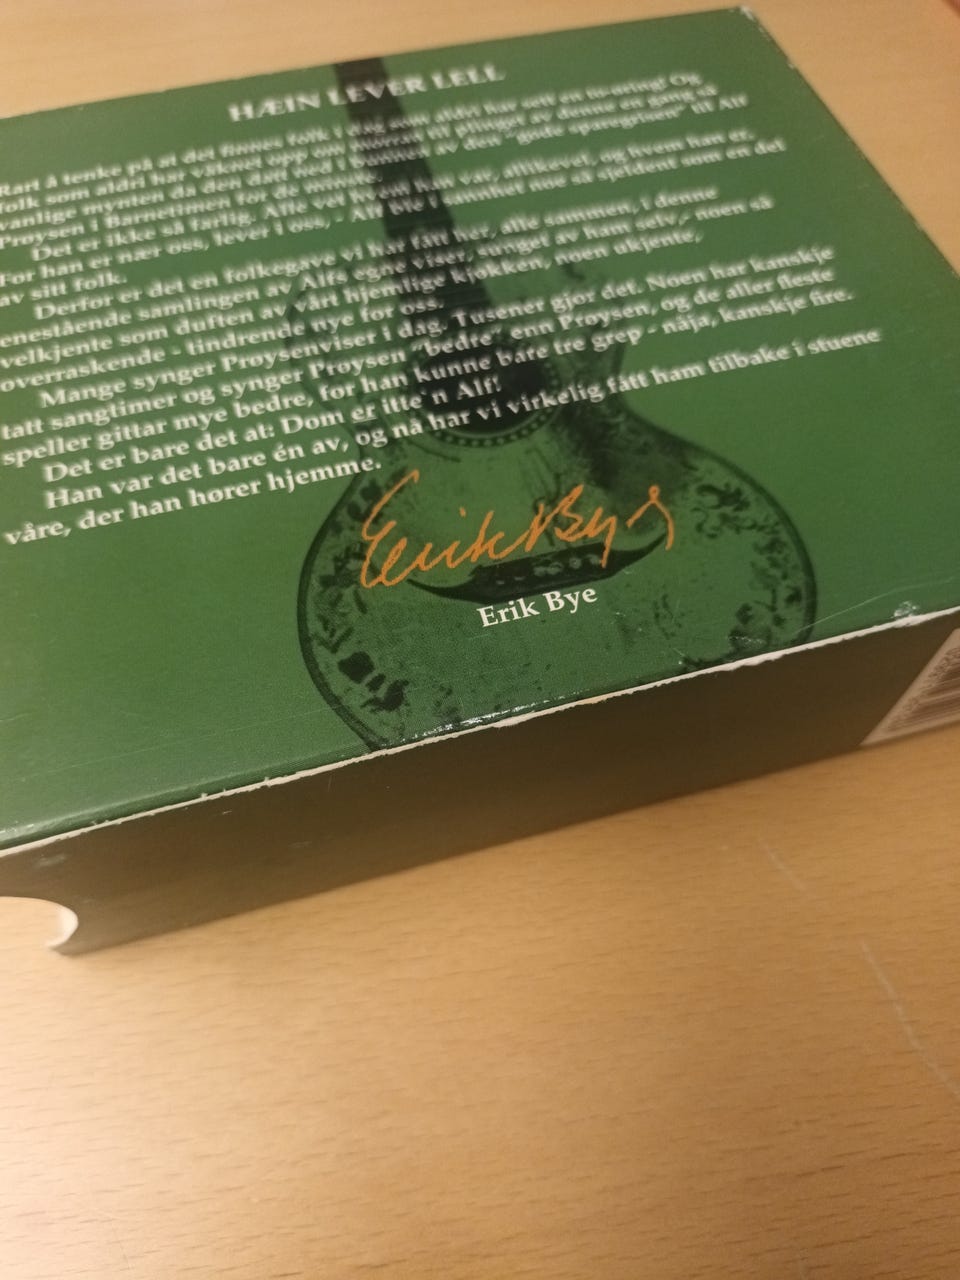 HÆIN LEVER LELL
Rart å tenke på at det finnes folk i dag som aldri har sett en to-øring! Og
folk som aldri har våknet opp om morran til plinget av denne en gang så
vanlige mynten da den datt ned i bunnen av den "gode sparegrisen" til Alf
Prøysen i Barnetimen for de minste.
Det er ikke så farlig. Alle vet hvem han var, allikevel, og hvem han er.
For han er nær oss, lever i oss, - Alf ble i sannhet noe så sjeldent som en del
av sitt folk.
Derfor er det en folkegave vi har fått her, alle sammen, i denne
enestående samlingen av Alfs egne viser, sunget av ham selv,- noen så
velkjente som duften av vårt hjemlige kjøkken, noen ukjente,
overraskende - lindrende nye for oss.
Mange synger Prøysenviser i dag. Tusener gjør det. Noen har kanskje
tatt sangtimer og synger Prøysen "bedre" enn Prøysen, og de aller fleste
speller gittar mye bedre, for han kunne bare tre grep - nåja, kanskje fire.
Det er bare det at: Dom er itte'n Alf!
Han var det bare én av, og nå har vi virkelig fått ham tilbake i stuene
våre, der han hører hjemme.
Erik Bye
Erik Bye